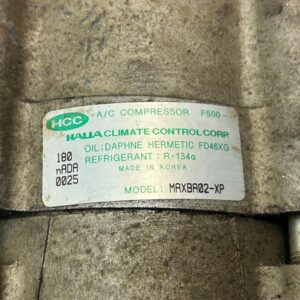 HCC A/C COMPRESSOR F500-
HALLA CLIMATE CONTROL CORP.
OIL:DAPHNE HERMETIC FD46XG
REFRIGERANT : R-134a
MADE IN KOREA
180
nADA
0025
MODEL: MAXBA02-XP